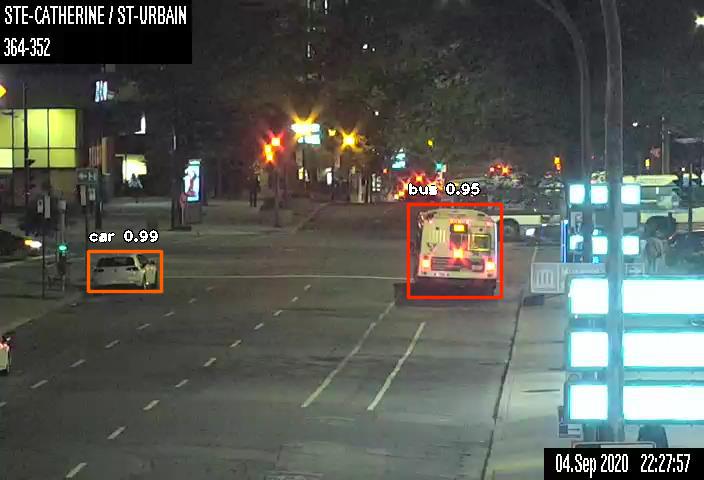 STE-CATHERINE / ST-URBAIN
364-352
bus 0.95
car 0.99
04.Sep 2020 22:27:57